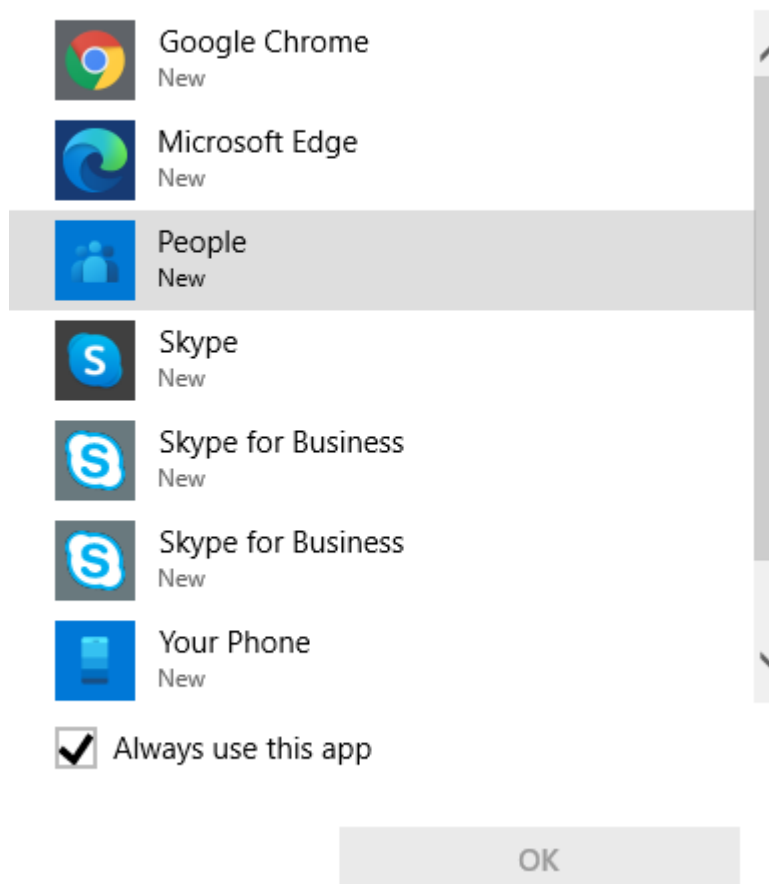 Google Chrome
New
Microsoft Edge
New
People
New
Skype
New
Skype for Business
New
Skype for Business
New
Your Phone
New
Always use this app
OK